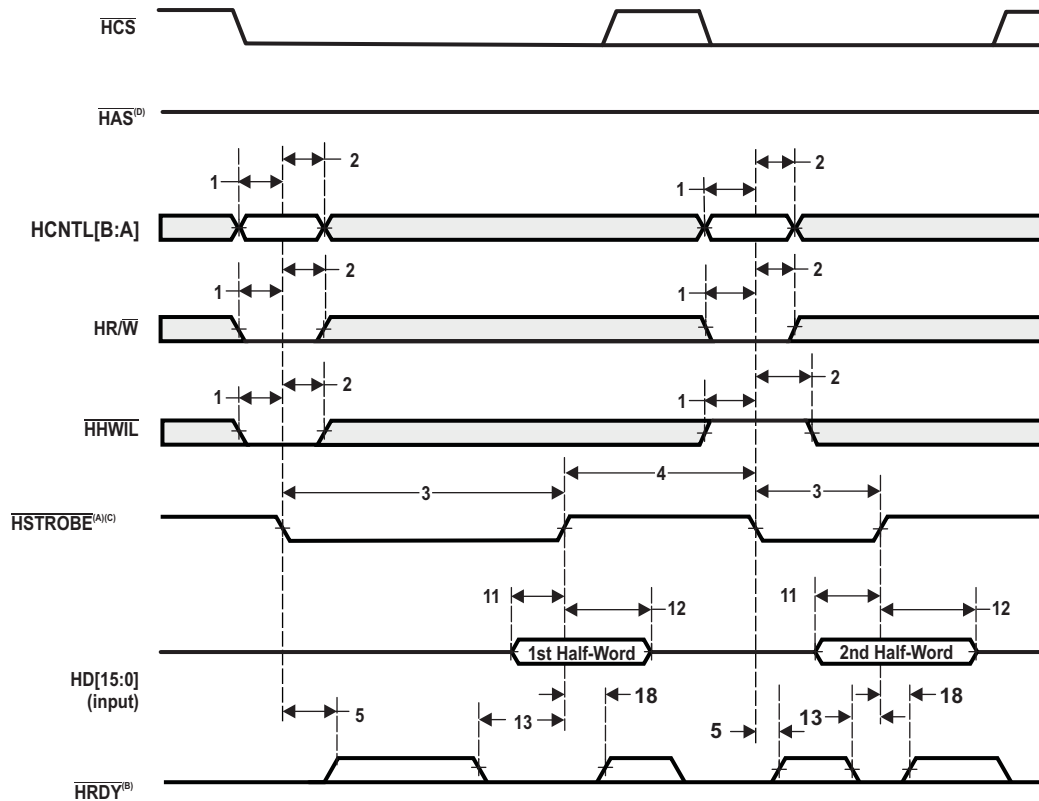 HCS
HAS(D)
2
1
HCNTL[B:A]
2
1
2
1
HR/W
2
1
2
1
HHWIL
2
1
3
4
3
HSTROBE(A)(C)
11
12
1st Half-Word
11
12
2nd Half-Word
HD[15:0]
(input)
5
13
18
5
13
18
HRDY(B)